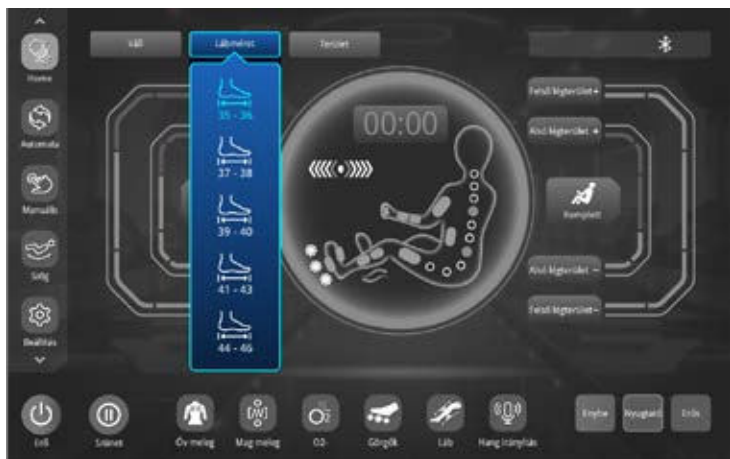 Home
Automata
Manuális
Szög
Beállítás
Váll
Lábméret
Terület
35 - 36
37 - 38
39 - 40
41 - 43
44 - 46
00:00
Felső légterület+
Alsó légterület +
Komplett
Alsó légterület −
Felső légterület−
Erő
Szünet
Öv meleg
Mag meleg
O2-
Görgők
Láb
Hang irányítás
Enyhe
Nyugtató
Erős